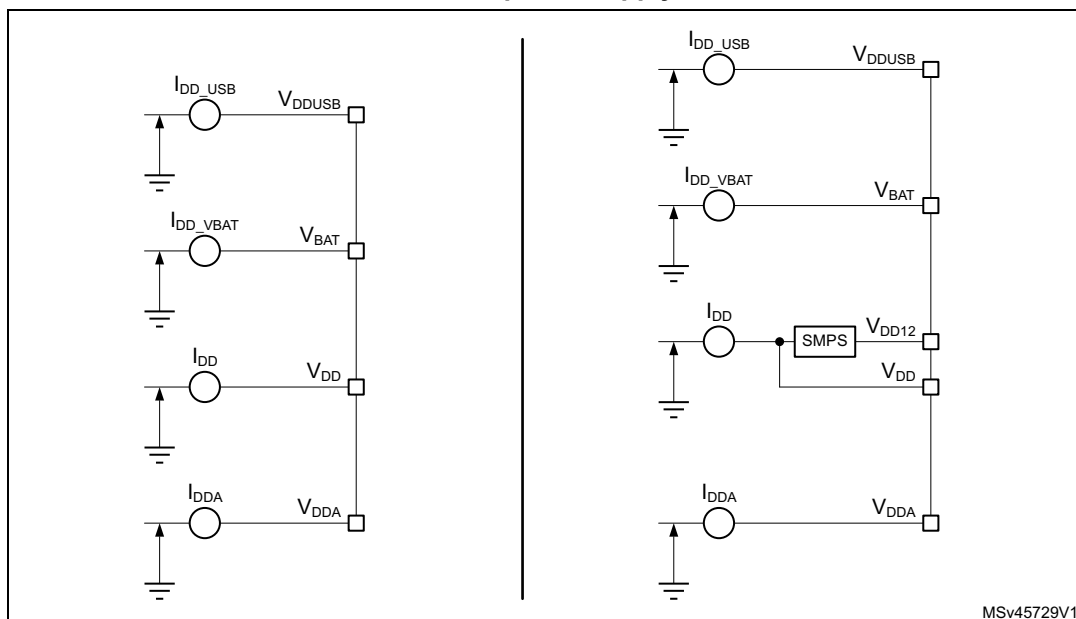 I_DD_USB
V_DDUSB
I_DD_VBAT
V_BAT
I_DD
V_DD
I_DDA
V_DDA
I_DD_USB
V_DDUSB
I_DD_VBAT
V_BAT
I_DD
SMPS
V_DD12
V_DD
I_DDA
V_DDA
MSv45729V1